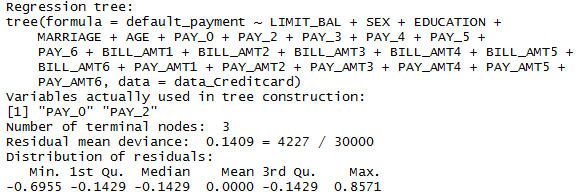 Regression tree:
tree(formula = default_payment ~ LIMIT_BAL + SEX + EDUCATION +
MARRIAGE + AGE + PAY_0 + PAY_2 + PAY_3 + PAY_4 + PAY_5 +
PAY_6 + BILL_AMT1 + BILL_AMT2 + BILL_AMT3 + BILL_AMT4 + BILL_AMT5 +
BILL_AMT6 + PAY_AMT1 + PAY_AMT2 + PAY_AMT3 + PAY_AMT4 + PAY_AMT5 +
PAY_AMT6, data = data_Creditcard)
Variables actually used in tree construction:
[1] "PAY_0" "PAY_2"
Number of terminal nodes: 3
Residual mean deviance: 0.1409 = 4227 / 30000
Distribution of residuals:
Min. 1st Qu. Median Mean 3rd Qu. Max.
-0.6955 -0.1429 -0.1429 0.0000 -0.1429 0.8571